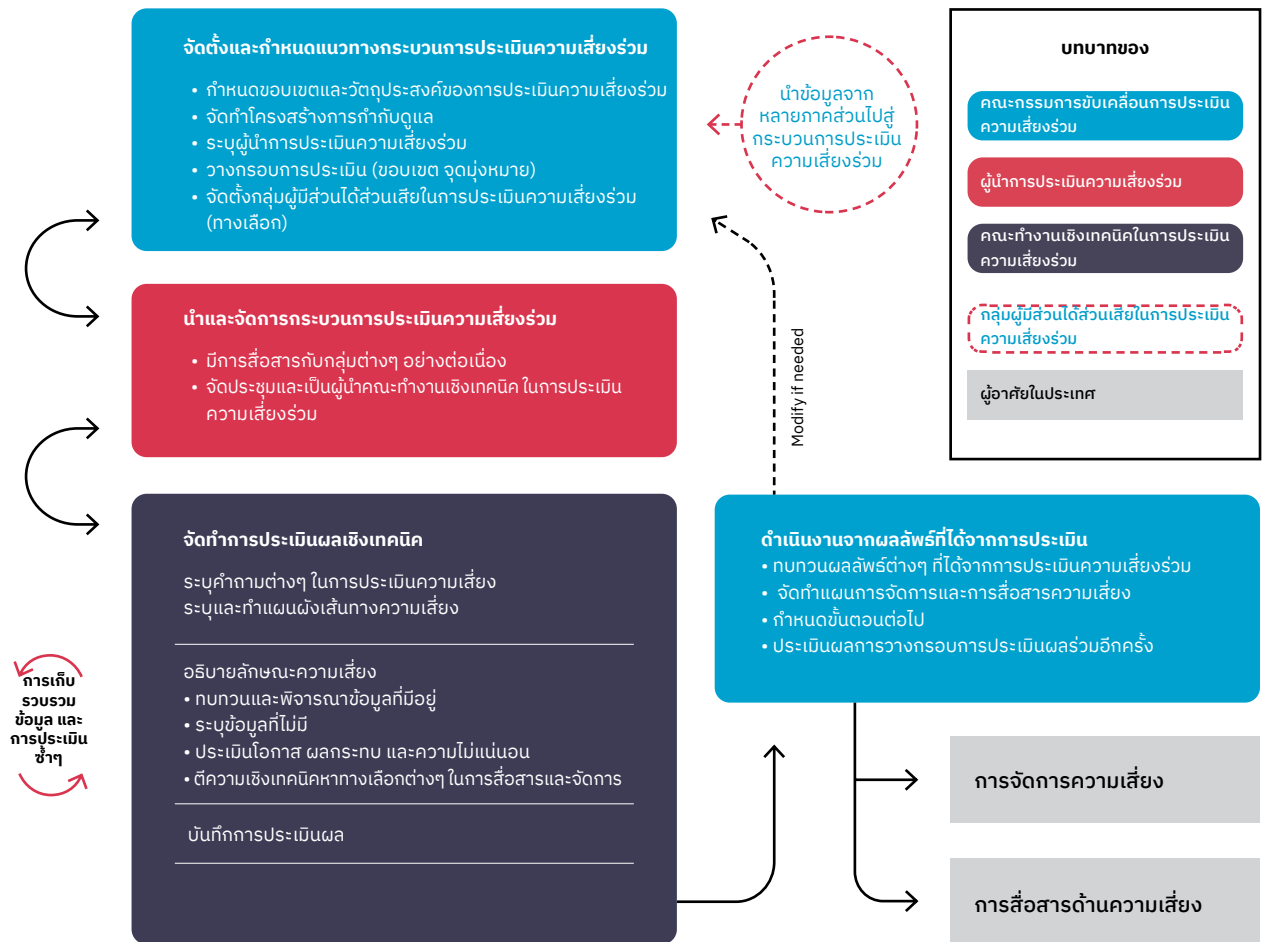 จัดตั้งและกำหนดแนวทางกระบวนการประเมินความเสี่ยงร่วม
• กำหนดขอบเขตและวัตถุประสงค์ของการประเมินความเสี่ยงร่วม
• จัดทำโครงสร้างการกำกับดูแล
• ระบุผู้นำการประเมินความเสี่ยงร่วม
• วางกรอบการประเมิน (ขอบเขต จุดมุ่งหมาย)
• จัดตั้งกลุ่มผู้มีส่วนได้ส่วนเสียในการประเมินความเสี่ยงร่วม
(ทางเลือก)
นำข้อมูลจาก
หลายภาคส่วนไปสู่
กระบวนการประเมิน
ความเสี่ยงร่วม
บทบาทของ
คณะกรรมการขับเคลื่อนการประเมิน
ความเสี่ยงร่วม
ผู้นำการประเมินความเสี่ยงร่วม
คณะทำงานเชิงเทคนิคในการประเมิน
ความเสี่ยงร่วม
กลุ่มผู้มีส่วนได้ส่วนเสียในการประเมิน
ความเสี่ยงร่วม
ผู้อาศัยในประเทศ
นำและจัดการกระบวนการประเมินความเสี่ยงร่วม
• มีการสื่อสารกับกลุ่มต่างๆ อย่างต่อเนื่อง
• จัดประชุมและเป็นผู้นำคณะทำงานเชิงเทคนิค ในการประเมิน
ความเสี่ยงร่วม
Modify if needed
จัดทำการประเมินผลเชิงเทคนิค
ระบุคำถามต่างๆ ในการประเมินความเสี่ยง
ระบุและทำแผนผังเส้นทางความเสี่ยง
อธิบายลักษณะความเสี่ยง
• ทบทวนและพิจารณาข้อมูลที่มีอยู่
• ระบุข้อมูลที่ไม่มี
• ประเมินโอกาส ผลกระทบ และความไม่แน่นอน
• ตีความเชิงเทคนิคหาทางเลือกต่างๆ ในการสื่อสารและจัดการ
บันทึกการประเมินผล
การเก็บ
รวบรวม
ข้อมูล และ
การประเมิน
ซ้ำๆ
ดำเนินงานจากผลลัพธ์ที่ได้จากการประเมิน
• ทบทวนผลลัพธ์ต่างๆ ที่ได้จากการประเมินความเสี่ยงร่วม
• จัดทำแผนการจัดการและการสื่อสารความเสี่ยง
• กำหนดขั้นตอนต่อไป
• ประเมินผลการวางกรอบการประเมินผลร่วมอีกครั้ง
การจัดการความเสี่ยง
การสื่อสารด้านความเสี่ยง